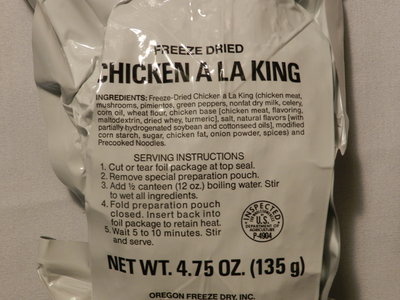 FREEZE DRIED
CHICKEN A LA KING
INGREDIENTS: Freeze-Dried Chicken a La King (chicken meat,
mushrooms, pimientos, green peppers, nonfat dry milk, celery,
corn oil, wheat flour, chicken base [chicken meat, flavoring,
maltodextrin, dried whey, turmeric], salt, natural flavors [with
partially hydrogenated soybean and cottonseed oils], modified
corn starch, sugar, chicken fat, onion powder, spices) and
Precooked Noodles.
SERVING INSTRUCTIONS
1. Cut or tear foil package at top seal.
2. Remove special preparation pouch.
3. Add ½ canteen (12 oz.) boiling water. Stir
to wet all ingredients.
4. Fold preparation pouch
closed. Insert back into
foil package to retain heat.
5. Wait 5 to 10 minutes. Stir
and serve.
INSPECTED
U.S.
DEPARTMENT OF
AGRICULTURE
P-4904
NET WT. 4.75 OZ. (135 g)
OREGON FREEZE DRY, INC.